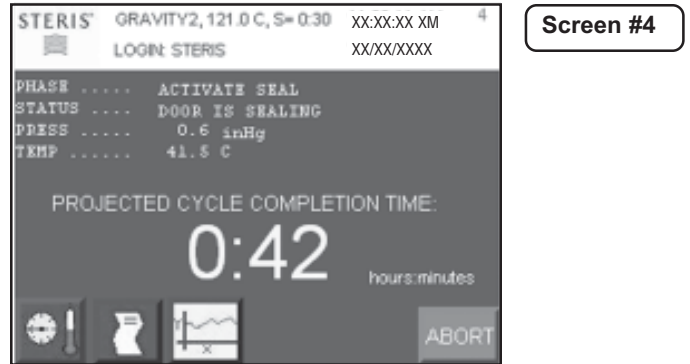 STERIS® GRAVITY2, 121.0 C, S= 0:30 XX:XX:XX XM 4
LOGIN: STERIS XX/XX/XXXX
Screen #4
PHASE ..... ACTIVATE SEAL
STATUS .... DOOR IS SEALING
PRESS ..... 0.6 inHg
TEMP ...... 41.5 C
PROJECTED CYCLE COMPLETION TIME:
0:42 hours:minutes
X
ABORT